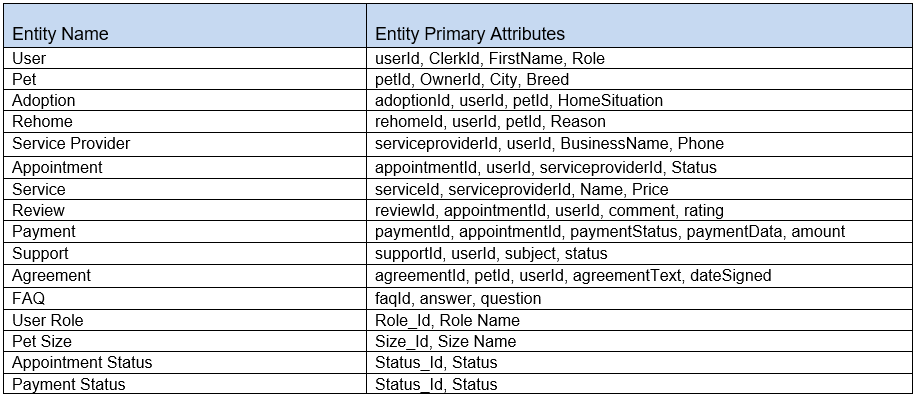 Entity Name Entity Primary Attributes
User userId, ClerkId, FirstName, Role
Pet petId, OwnerId, City, Breed
Adoption adoptionId, userId, petId, HomeSituation
Rehome rehomeId, userId, petId, Reason
Service Provider serviceproviderId, userId, BusinessName, Phone
Appointment appointmentId, userId, serviceproviderId, Status
Service serviceId, serviceproviderId, Name, Price
Review reviewId, appointmentId, userId, comment, rating
Payment paymentId, appointmentId, paymentStatus, paymentData, amount
Support supportId, userId, subject, status
Agreement agreementId, petId, userId, agreementText, dateSigned
FAQ faqId, answer, question
User Role Role_Id, Role Name
Pet Size Size_Id, Size Name
Appointment Status Status_Id, Status
Payment Status Status_Id, Status